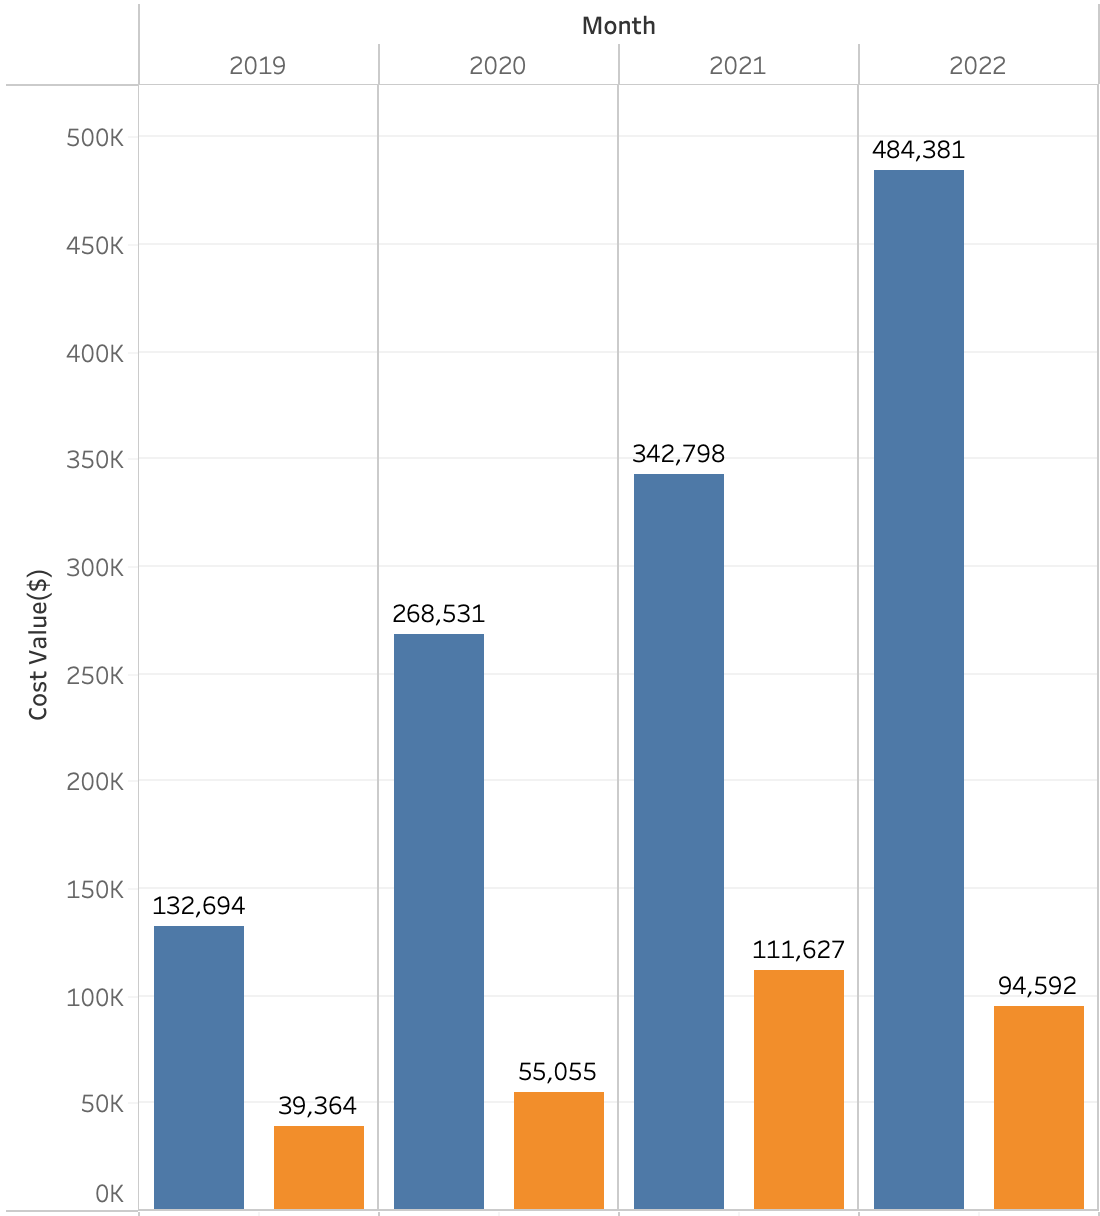 Month
2019 2020 2021 2022
500K
484,381
450K
400K
350K
342,798
300K
268,531
Cost Value($)
250K
200K
150K
132,694
111,627
100K
94,592
55,055
50K
39,364
0K